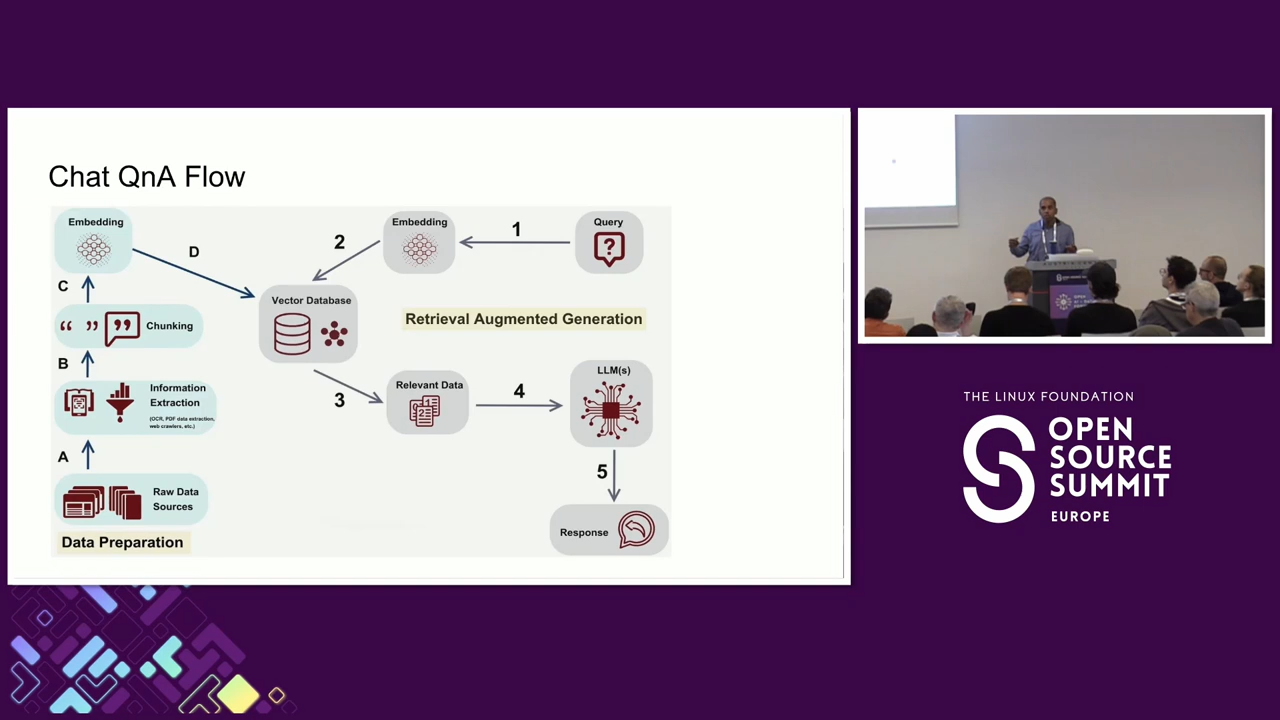 Chat QnA Flow
Embedding
D
C
“ ”
Chunking
B
Information
Extraction
(OCR, PDF data extraction,
web crawlers, etc.)
A
Raw Data
Sources
Data Preparation
Vector Database
2
Embedding
1
Query
?
Retrieval Augmented Generation
3
Relevant Data
4
LLM(s)
5
Response
THE LINUX FOUNDATION
OPEN
SOURCE
SUMMIT
EUROPE